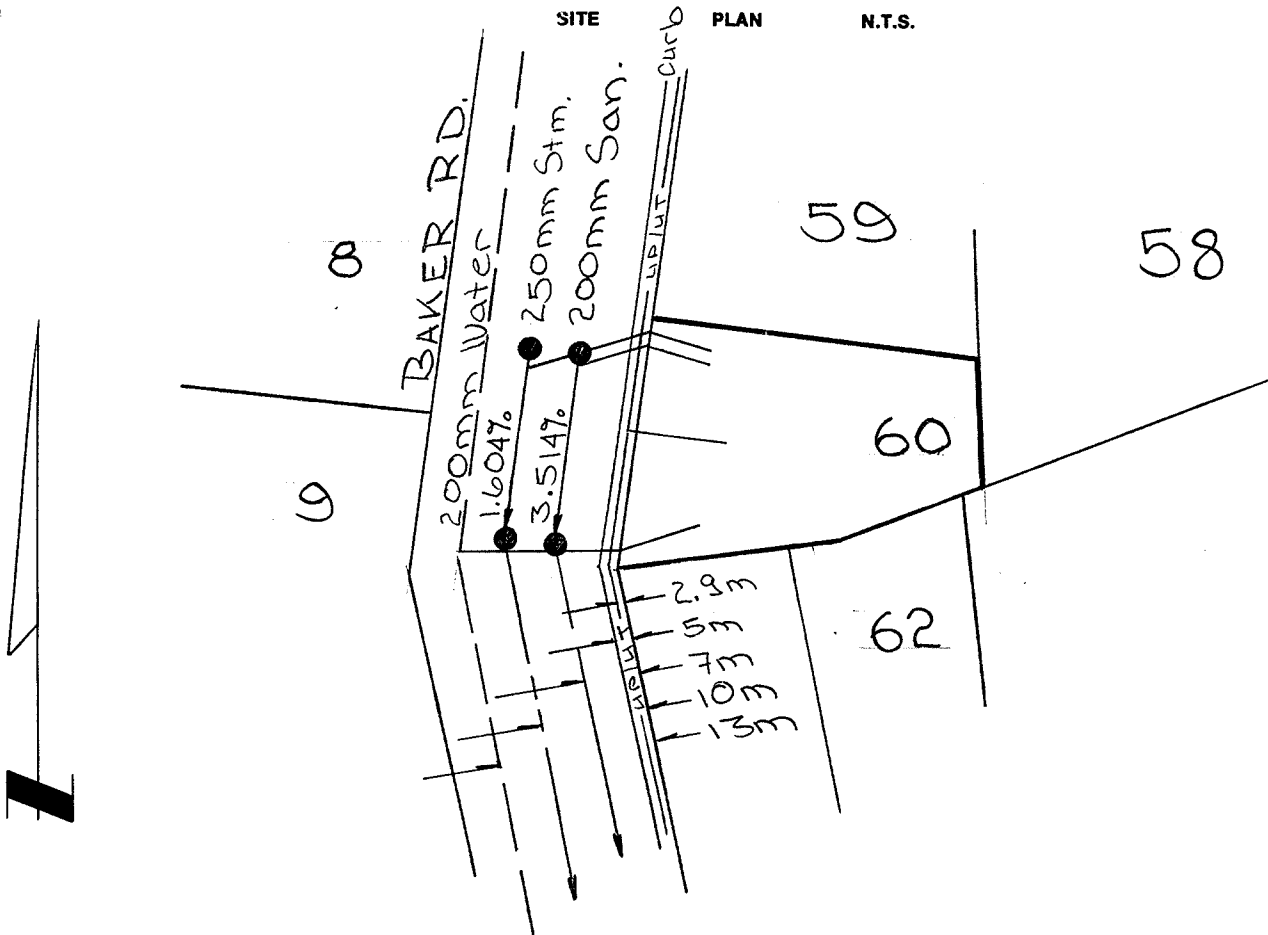 SITE PLAN N.T.S.
Curb
BAKER RD.
200mm Water
250mm Stm.
200mm San.
UP/UT
59
58
8
1.604%
3.514%
60
9
2.9m
5m
7m
10m
13m
UP/UT
62
N